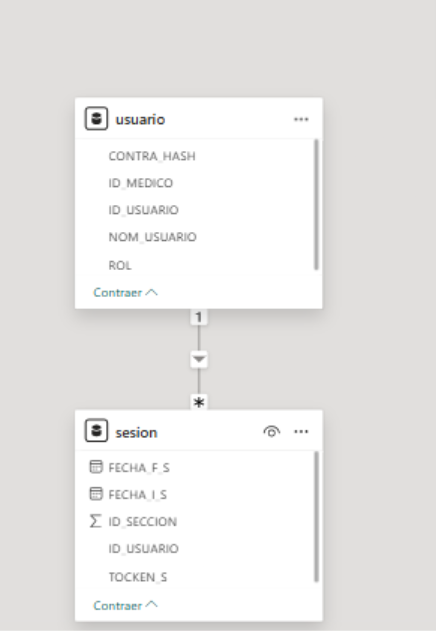 usuario
CONTRA_HASH
ID_MEDICO
ID_USUARIO
NOM_USUARIO
ROL
Contraer
1
*
sesion
FECHA_F_S
FECHA_I_S
ID_SECCION
ID_USUARIO
TOCKEN_S
Contraer